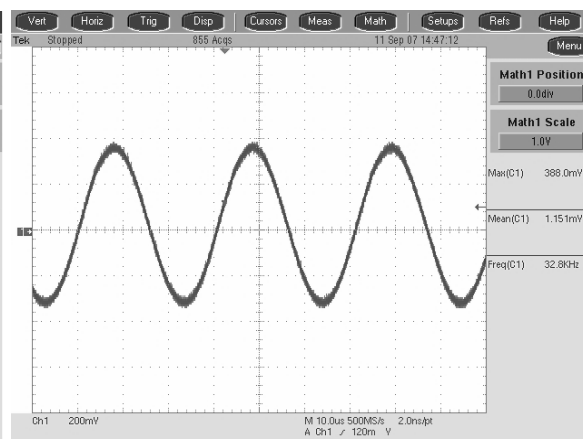 Vert Horiz Trig Disp Cursors Meas Math Setups Refs Help
Tek Stopped 855 Acqs 11 Sep 07 14:47:12
Menu
Math1 Position
0.0div
Math1 Scale
1.0V
Max(C1) 388.0mV
Mean(C1) 1.151mV
Freq(C1) 32.8KHz
1
Ch1 200mV M 10.0us 500MS/s 2.0ns/pt
A Ch1 / 120m V